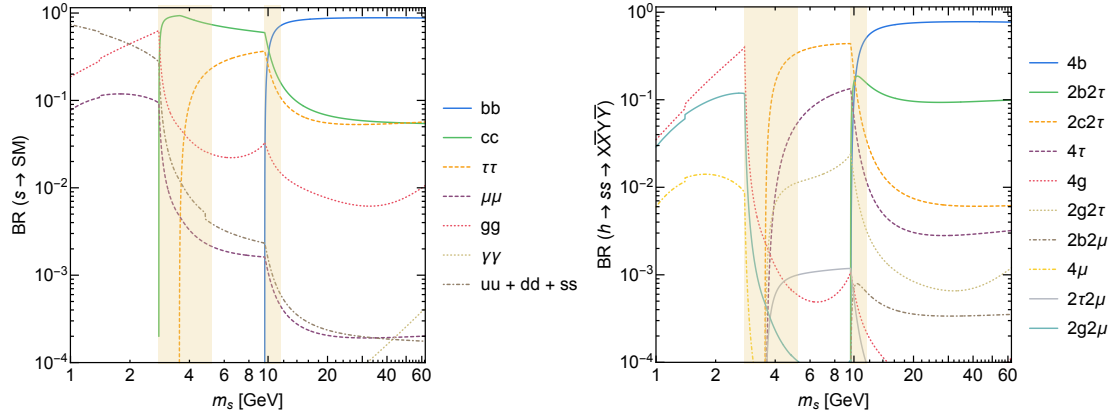 BR (s → SM)
10⁰
10⁻¹
10⁻²
10⁻³
10⁻⁴
1 2 4 6 8 10 20 40 60
mₛ [GeV]
bb
cc
ττ
μμ
gg
γγ
uu + dd + ss
BR (h → ss → XX̅YY̅)
10⁰
10⁻¹
10⁻²
10⁻³
10⁻⁴
1 2 4 6 8 10 20 40 60
mₛ [GeV]
4b
2b2τ
2c2τ
4τ
4g
2g2τ
2b2μ
4μ
2τ2μ
2g2μ